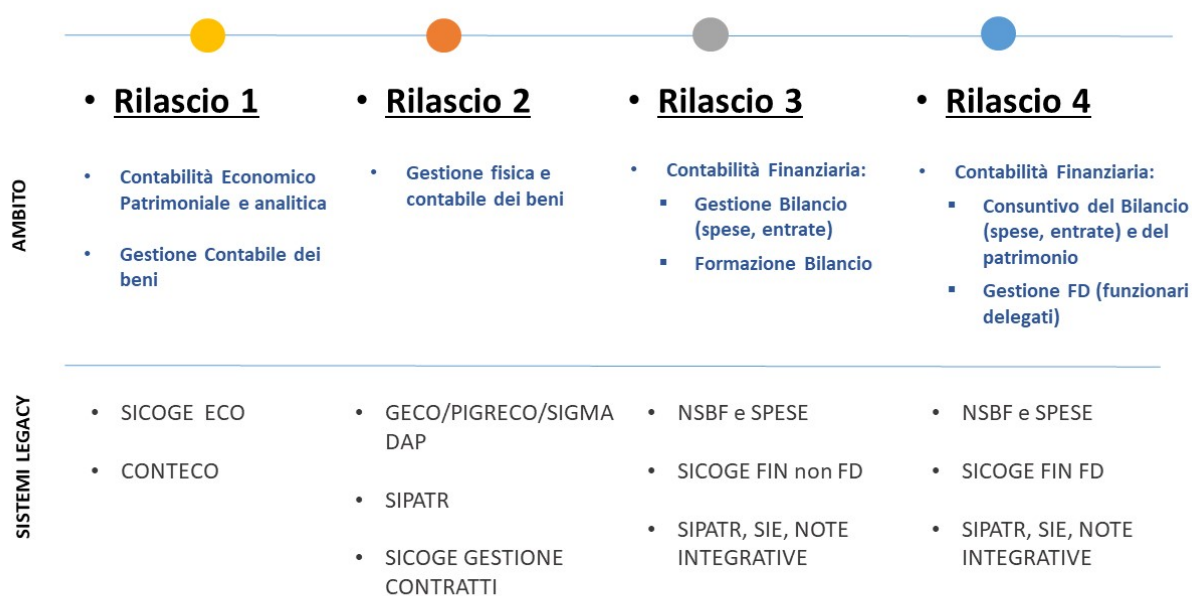 • Rilascio 1
• Rilascio 2
• Rilascio 3
• Rilascio 4
AMBITO
• Contabilità Economico
Patrimoniale e analitica
• Gestione Contabile dei
beni
• Gestione fisica e
contabile dei beni
• Contabilità Finanziaria:
▪ Gestione Bilancio
(spese, entrate)
▪ Formazione Bilancio
• Contabilità Finanziaria:
▪ Consuntivo del Bilancio
(spese, entrate) e del
patrimonio
▪ Gestione FD (funzionari
delegati)
SISTEMI LEGACY
• SICOGE ECO
• CONTECO
• GECO/PIGRECO/SIGMA
DAP
• SIPATR
• SICOGE GESTIONE
CONTRATTI
• NSBF e SPESE
• SICOGE FIN non FD
• SIPATR, SIE, NOTE
INTEGRATIVE
• NSBF e SPESE
• SICOGE FIN FD
• SIPATR, SIE, NOTE
INTEGRATIVE